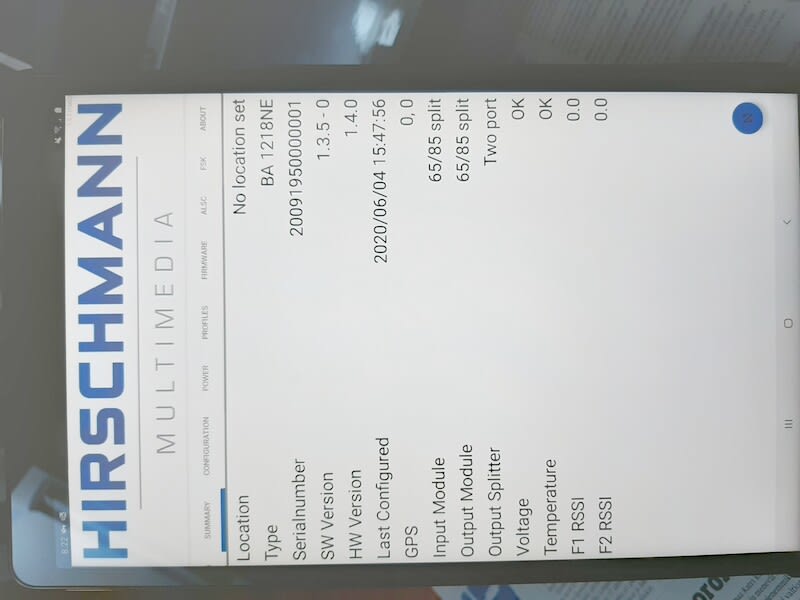 8:22
HIRSCHMANN
MULTIMEDIA
SUMMARY CONFIGURATION POWER PROFILES FIRMWARE ALSC FSK ABOUT
Location No location set
Type BA 1218NE
Serialnumber 20091950000001
SW Version 1.3.5 - 0
HW Version 1.4.0
Last Configured 2020/06/04 15:47:56
GPS 0, 0
Input Module 65/85 split
Output Module 65/85 split
Output Splitter Two port
Voltage OK
Temperature OK
F1 RSSI 0.0
F2 RSSI 0.0